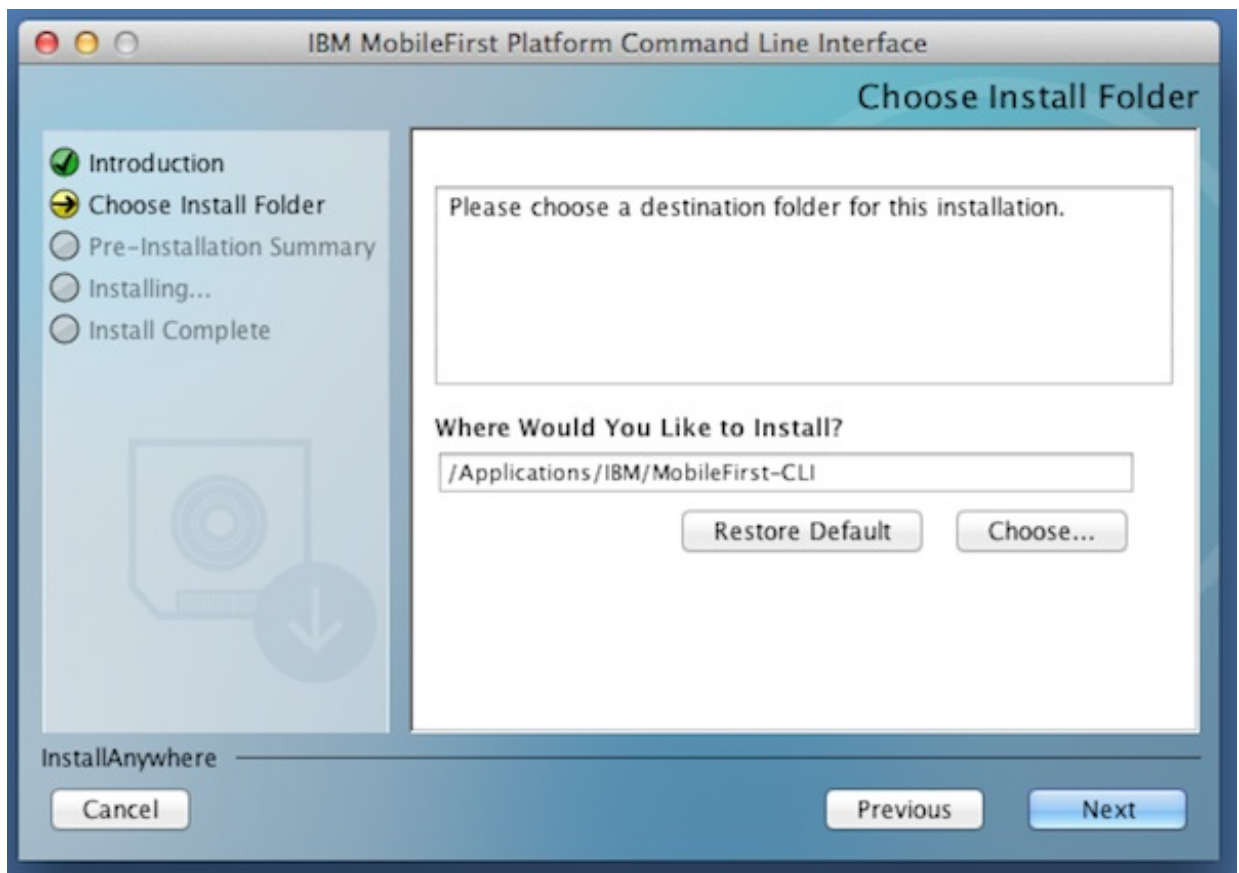 IBM MobileFirst Platform Command Line Interface
Choose Install Folder
Introduction
Choose Install Folder
Pre-Installation Summary
Installing...
Install Complete
Please choose a destination folder for this installation.
Where Would You Like to Install?
/Applications/IBM/MobileFirst-CLI
Restore Default
Choose...
InstallAnywhere
Cancel
Previous
Next